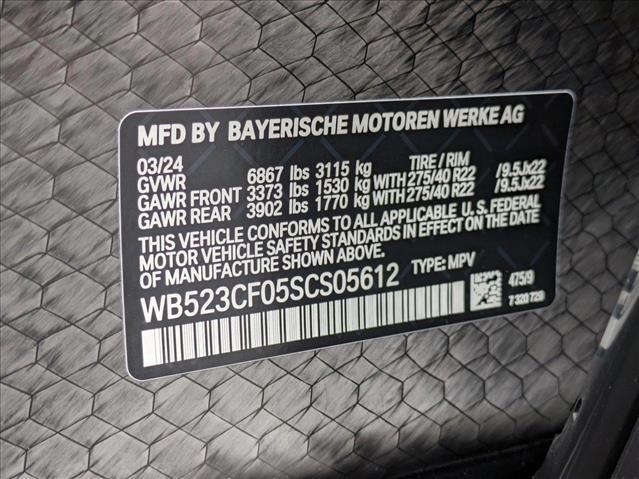 MFD BY BAYERISCHE MOTOREN WERKE AG
03/24 TIRE / RIM
GVWR 6867 lbs 3115 kg
GAWR FRONT 3373 lbs 1530 kg WITH 275/40 R22 /9.5Jx22
GAWR REAR 3902 lbs 1770 kg WITH 275/40 R22 /9.5Jx22
THIS VEHICLE CONFORMS TO ALL APPLICABLE U. S. FEDERAL
MOTOR VEHICLE SAFETY STANDARDS IN EFFECT ON THE DATE
OF MANUFACTURE SHOWN ABOVE.
WB523CF05SCS05612 TYPE: MPV
475/9
7 320 729